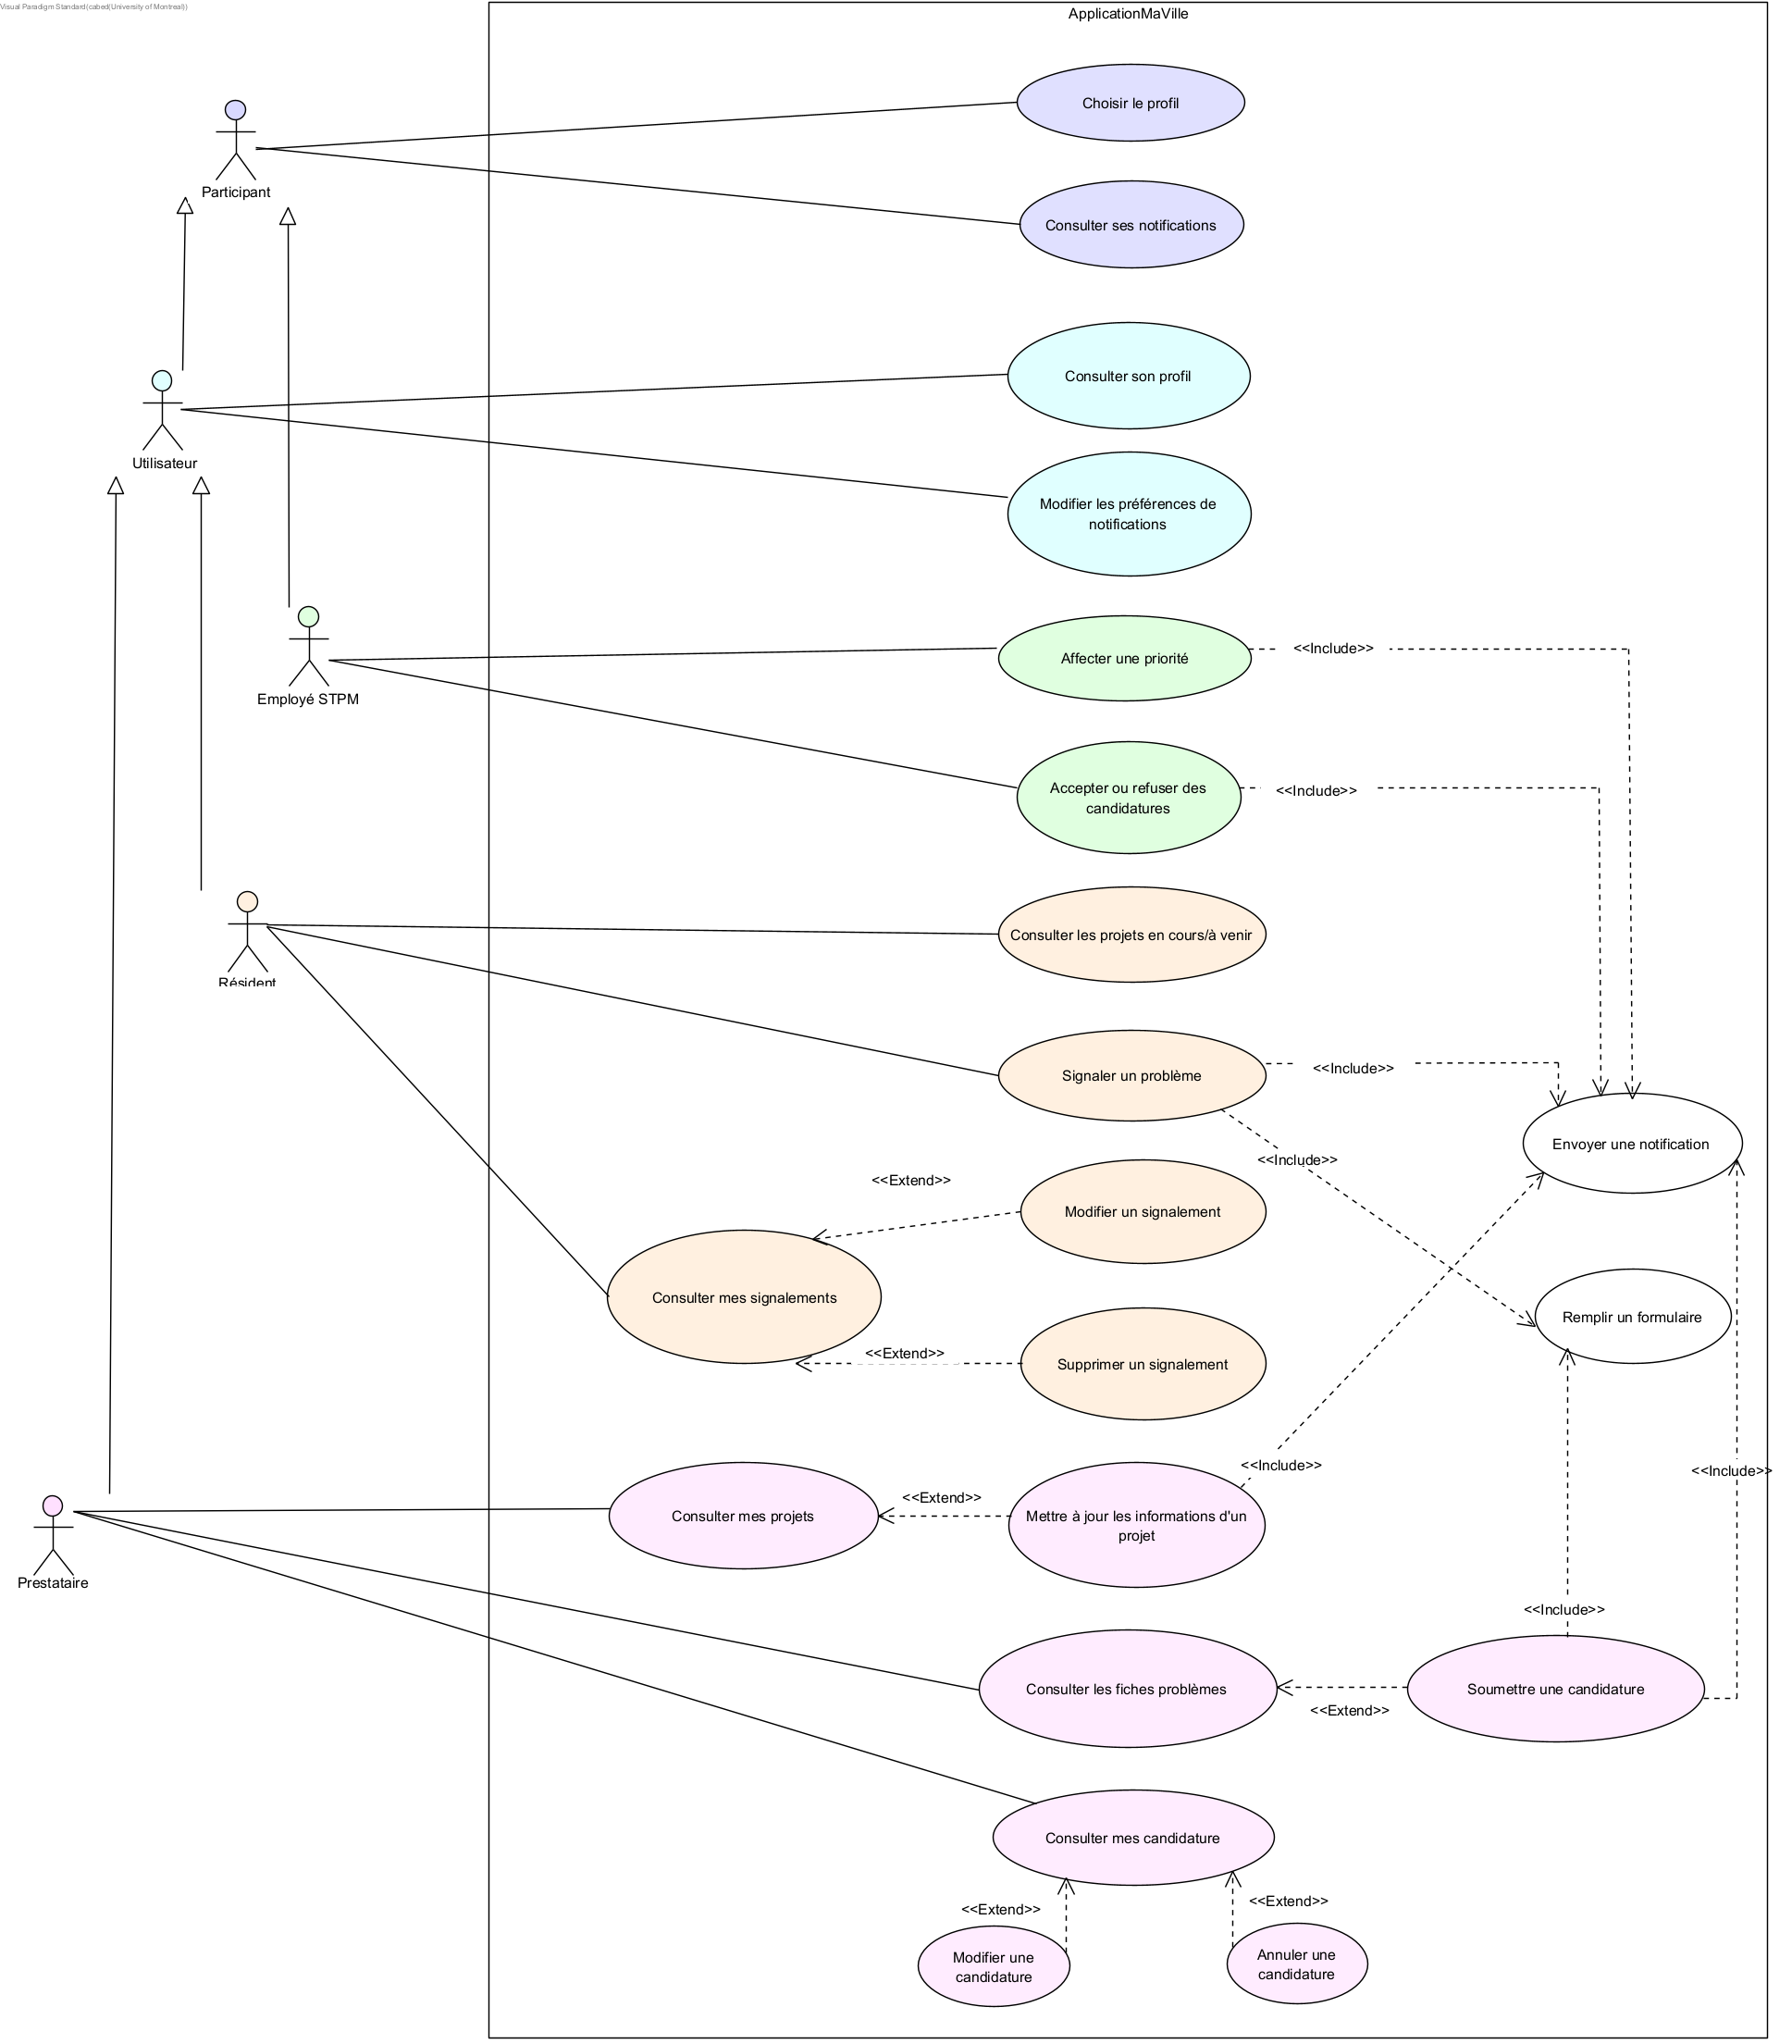 Visual Paradigm Standard(cabed(University of Montreal))
ApplicationMaVille
Choisir le profil
Participant
Consulter ses notifications
Consulter son profil
Utilisateur
Modifier les préférences de
notifications
Affecter une priorité
<<Include>>
Employé STPM
Accepter ou refuser des
candidatures
<<Include>>
Consulter les projets en cours/à venir
Résident
Signaler un problème
<<Include>>
Envoyer une notification
<<Include>>
<<Extend>>
Modifier un signalement
Consulter mes signalements
Remplir un formulaire
<<Extend>>
Supprimer un signalement
<<Include>>
<<Include>>
<<Extend>>
Consulter mes projets
Mettre à jour les informations d'un
projet
Prestataire
<<Include>>
Consulter les fiches problèmes
Soumettre une candidature
<<Extend>>
Consulter mes candidature
<<Extend>>
<<Extend>>
Modifier une
candidature
Annuler une
candidature